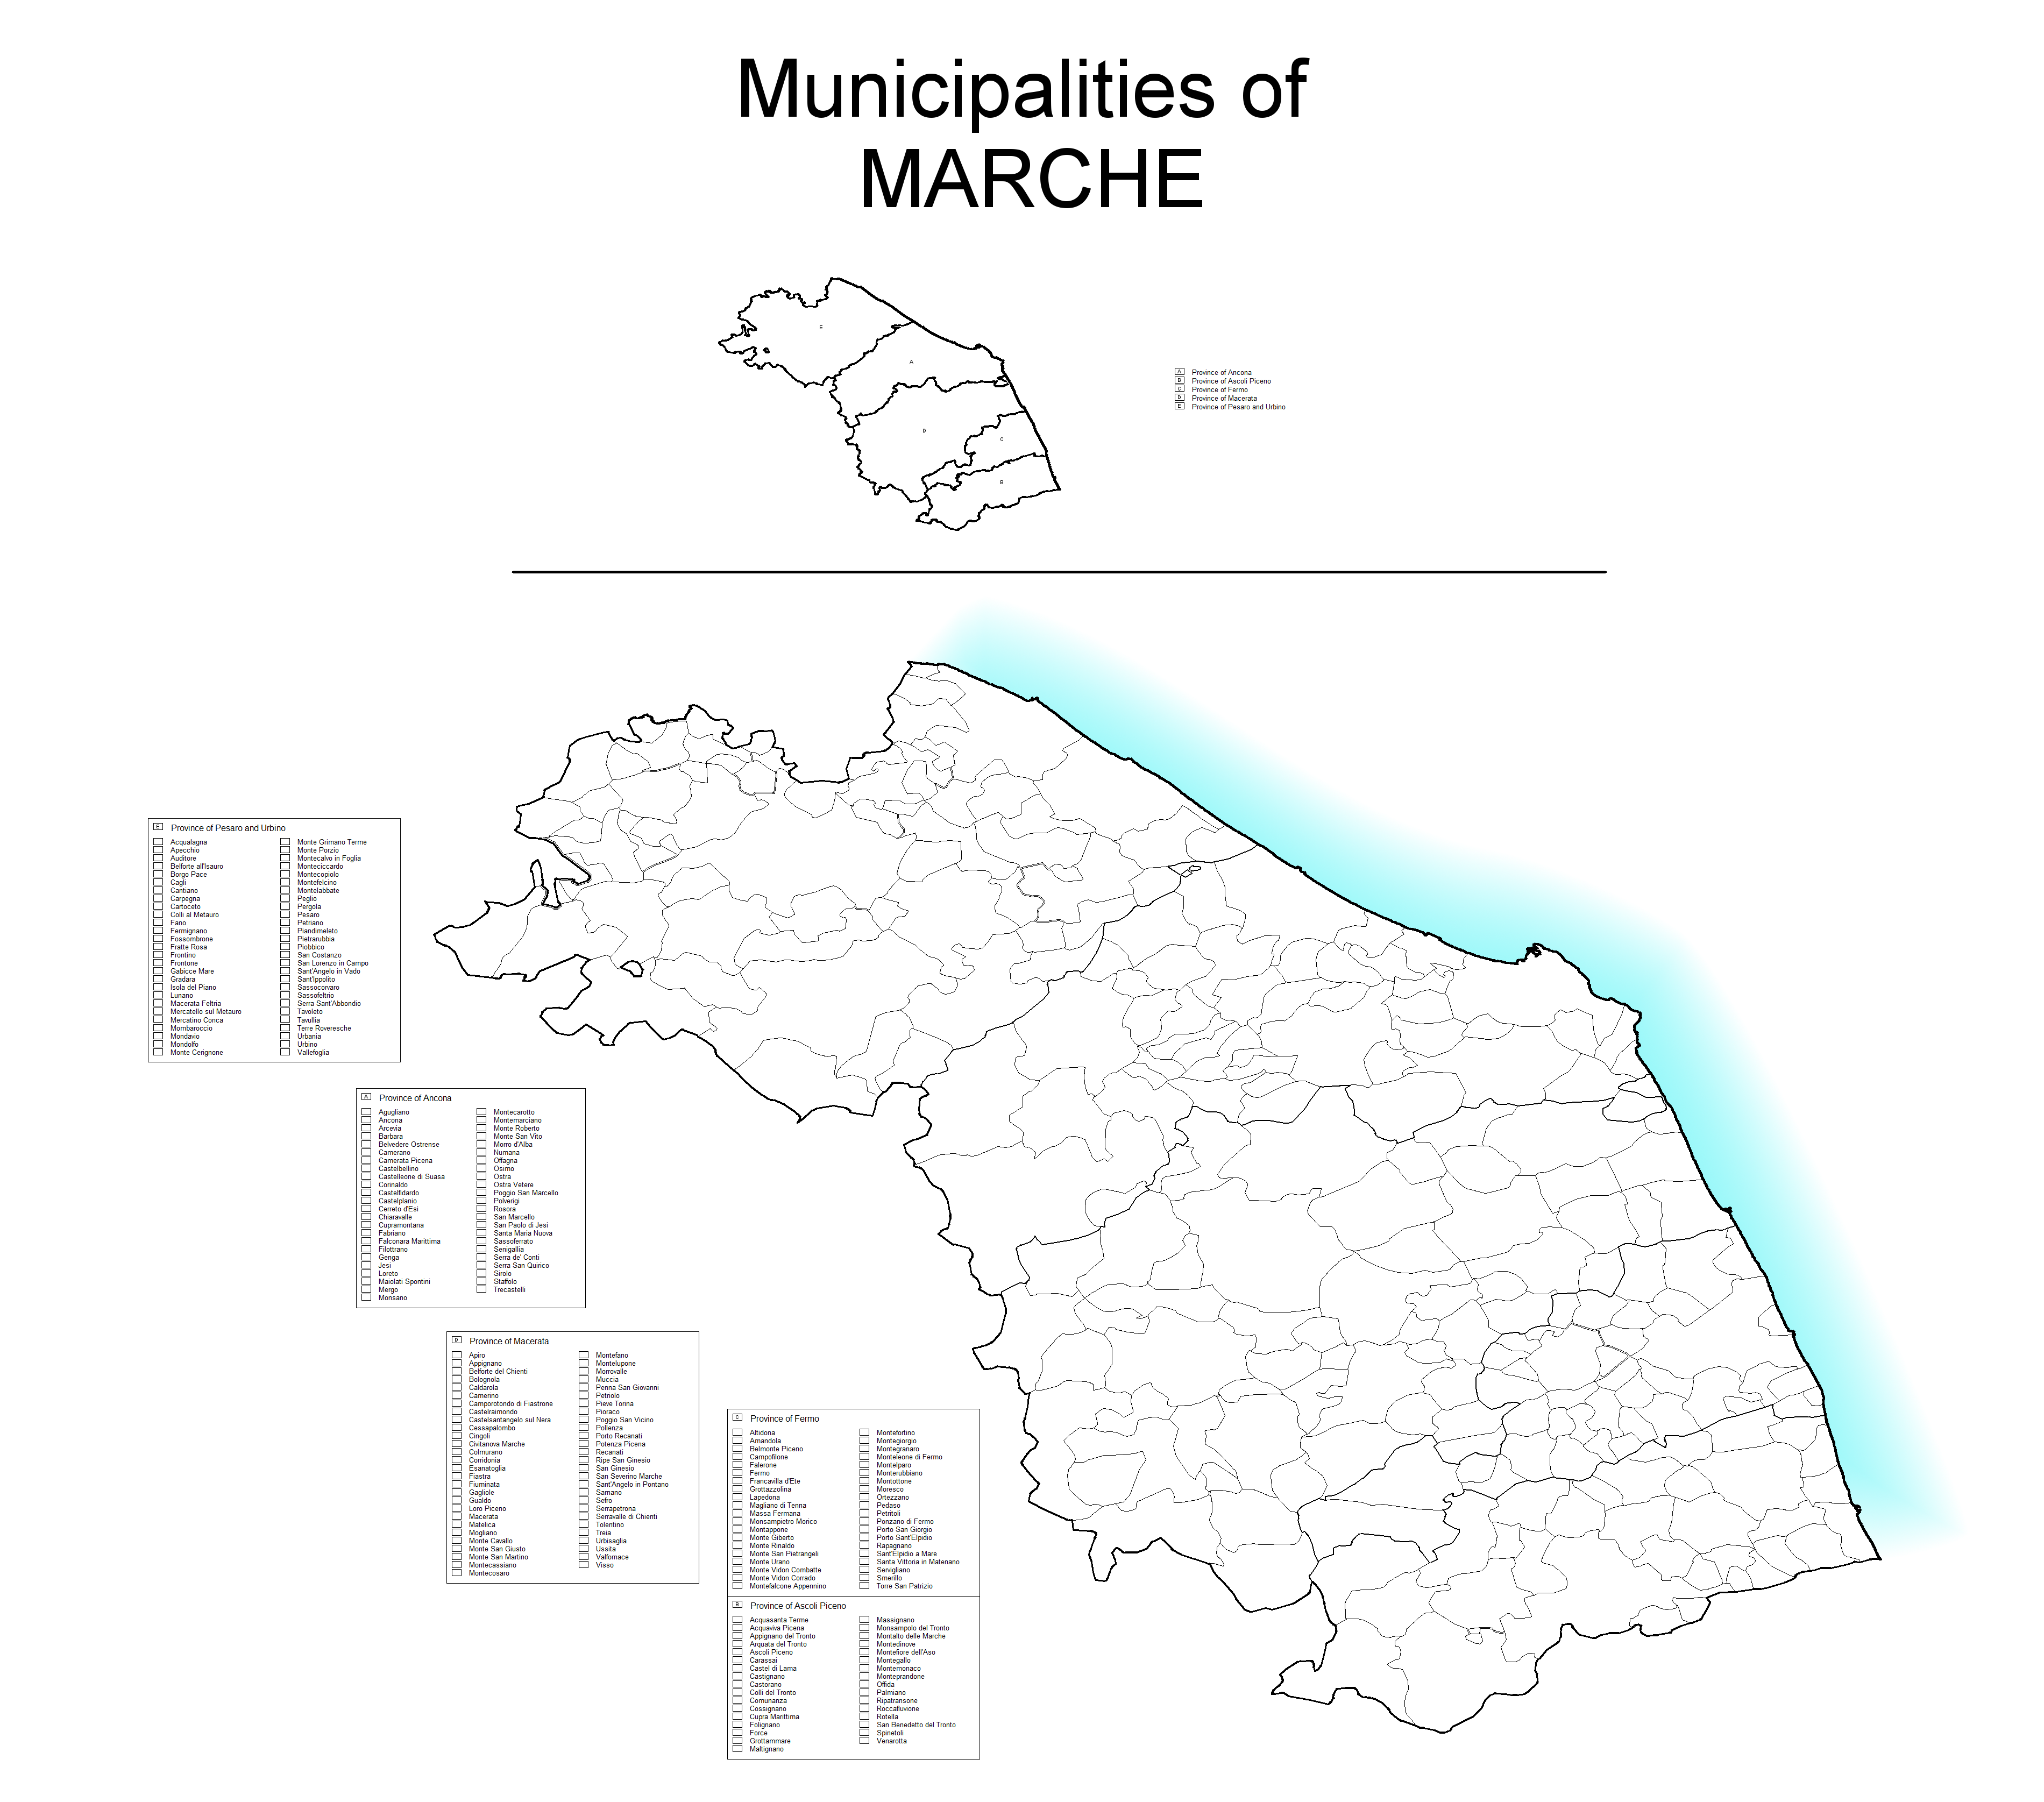 Municipalities of
MARCHE
E
A
D
C
B
A Province of Ancona
B Province of Ascoli Piceno
C Province of Fermo
D Province of Macerata
E Province of Pesaro and Urbino
E Province of Pesaro and Urbino
Acqualagna
Apecchio
Auditore
Belforte all'Isauro
Borgo Pace
Cagli
Cantiano
Carpegna
Cartoceto
Colli al Metauro
Fano
Fermignano
Fossombrone
Fratte Rosa
Frontino
Frontone
Gabicce Mare
Gradara
Isola del Piano
Lunano
Macerata Feltria
Mercatello sul Metauro
Mercatino Conca
Mombaroccio
Mondavio
Mondolfo
Monte Cerignone
Monte Grimano Terme
Monte Porzio
Montecalvo in Foglia
Monteciccardo
Montecopiolo
Montefelcino
Montelabbate
Peglio
Pergola
Pesaro
Petriano
Piandimeleto
Pietrarubbia
Piobbico
San Costanzo
San Lorenzo in Campo
Sant'Angelo in Vado
Sant'Ippolito
Sassocorvaro
Sassofeltrio
Serra Sant'Abbondio
Tavoleto
Tavullia
Terre Roveresche
Urbania
Urbino
Vallefoglia
A Province of Ancona
Agugliano
Ancona
Arcevia
Barbara
Belvedere Ostrense
Camerano
Camerata Picena
Castelbellino
Castelleone di Suasa
Corinaldo
Castelfidardo
Castelplanio
Cerreto d'Esi
Chiaravalle
Cupramontana
Fabriano
Falconara Marittima
Filottrano
Genga
Jesi
Loreto
Maiolati Spontini
Mergo
Monsano
Montecarotto
Montemarciano
Monte Roberto
Monte San Vito
Morro d'Alba
Numana
Offagna
Osimo
Ostra
Ostra Vetere
Poggio San Marcello
Polverigi
Rosora
San Marcello
San Paolo di Jesi
Santa Maria Nuova
Sassoferrato
Senigallia
Serra de' Conti
Serra San Quirico
Sirolo
Staffolo
Trecastelli
D Province of Macerata
Apiro
Appignano
Belforte del Chienti
Bolognola
Caldarola
Camerino
Camporotondo di Fiastrone
Castelraimondo
Castelsantangelo sul Nera
Cessapalombo
Cingoli
Civitanova Marche
Colmurano
Corridonia
Esanatoglia
Fiastra
Fiuminata
Gagliole
Gualdo
Loro Piceno
Macerata
Matelica
Mogliano
Monte Cavallo
Monte San Giusto
Monte San Martino
Montecassiano
Montecosaro
Montefano
Montelupone
Morrovalle
Muccia
Penna San Giovanni
Petriolo
Pieve Torina
Pioraco
Poggio San Vicino
Pollenza
Porto Recanati
Potenza Picena
Recanati
Ripe San Ginesio
San Ginesio
San Severino Marche
Sant'Angelo in Pontano
Sarnano
Sefro
Serrapetrona
Serravalle di Chienti
Tolentino
Treia
Urbisaglia
Ussita
Valfornace
Visso
C Province of Fermo
Altidona
Amandola
Belmonte Piceno
Campofilone
Falerone
Fermo
Francavilla d'Ete
Grottazzolina
Lapedona
Magliano di Tenna
Massa Fermana
Monsampietro Morico
Montappone
Monte Giberto
Monte Rinaldo
Monte San Pietrangeli
Monte Urano
Monte Vidon Combatte
Monte Vidon Corrado
Montefalcone Appennino
Montefortino
Montegiorgio
Montegranaro
Monteleone di Fermo
Montelparo
Monterubbiano
Montottone
Moresco
Ortezzano
Pedaso
Petritoli
Ponzano di Fermo
Porto San Giorgio
Porto Sant'Elpidio
Rapagnano
Sant'Elpidio a Mare
Santa Vittoria in Matenano
Servigliano
Smerillo
Torre San Patrizio
B Province of Ascoli Piceno
Acquasanta Terme
Acquaviva Picena
Appignano del Tronto
Arquata del Tronto
Ascoli Piceno
Carassai
Castel di Lama
Castignano
Castorano
Colli del Tronto
Comunanza
Cossignano
Cupra Marittima
Folignano
Force
Grottammare
Maltignano
Massignano
Monsampolo del Tronto
Montalto delle Marche
Montedinove
Montefiore dell'Aso
Montegallo
Montemonaco
Monteprandone
Offida
Palmiano
Ripatransone
Roccafluvione
Rotella
San Benedetto del Tronto
Spinetoli
Venarotta